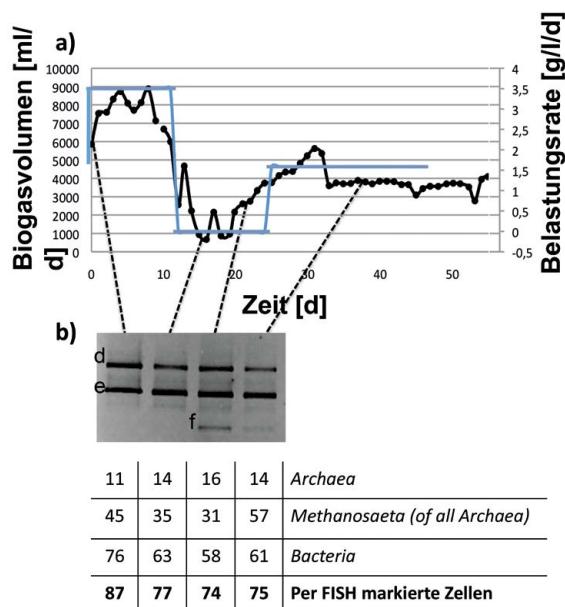 a)
Biogasvolumen [ml/
d]
10000
9000
8000
7000
6000
5000
4000
3000
2000
1000
0
4
3,5
3
2,5
2
1,5
1
0,5
0
-0,5
Belastungsrate [g/l/d]
0 10 20 30 40 50
Zeit [d]
b)
d
e
f
11 14 16 14 Archaea
45 35 31 57 Methanosaeta (of all Archaea)
76 63 58 61 Bacteria
87 77 74 75 Per FISH markierte Zellen